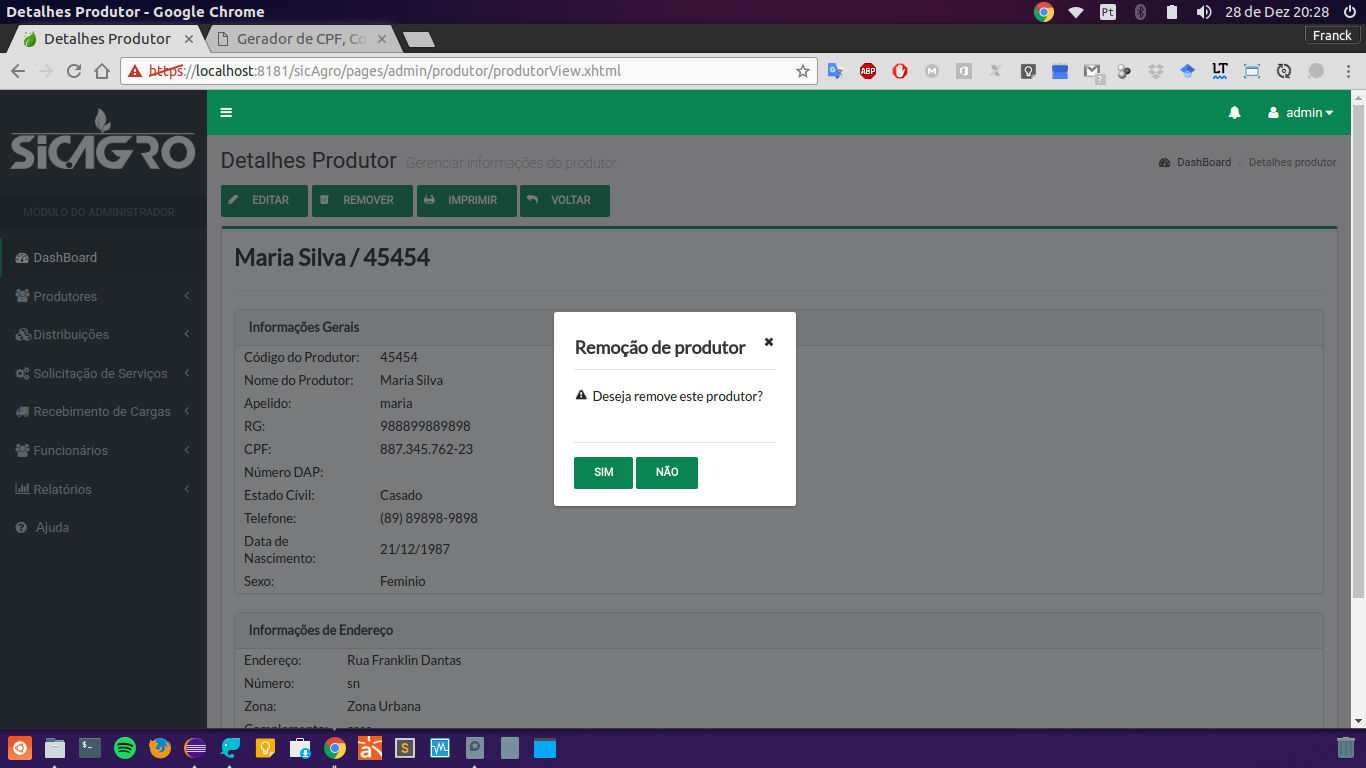 Detalhes Produtor - Google Chrome
Pt
28 de Dez 20:28
Detalhes Produtor
Gerador de CPF, Co
Franck
https://localhost:8181/sicAgro/pages/admin/produtor/produtorView.xhtml
ABP
LT
SiCAGRO
admin
Detalhes Produtor Gerenciar informações do produtor
DashBoard / Detalhes produtor
MÓDULO DO ADMINISTRADOR
EDITAR REMOVER IMPRIMIR VOLTAR
DashBoard
Produtores
Distribuições
Solicitação de Serviços
Recebimento de Cargas
Funcionários
Relatórios
Ajuda
Maria Silva / 45454
Informações Gerais
Código do Produtor: 45454
Nome do Produtor: Maria Silva
Apelido: maria
RG: 988899889898
CPF: 887.345.762-23
Número DAP:
Estado Cívil: Casado
Telefone: (89) 89898-9898
Data de
Nascimento: 21/12/1987
Sexo: Feminio
Remoção de produtor
Deseja remove este produtor?
SIM NÃO
Informações de Endereço
Endereço: Rua Franklin Dantas
Número: sn
Zona: Zona Urbana